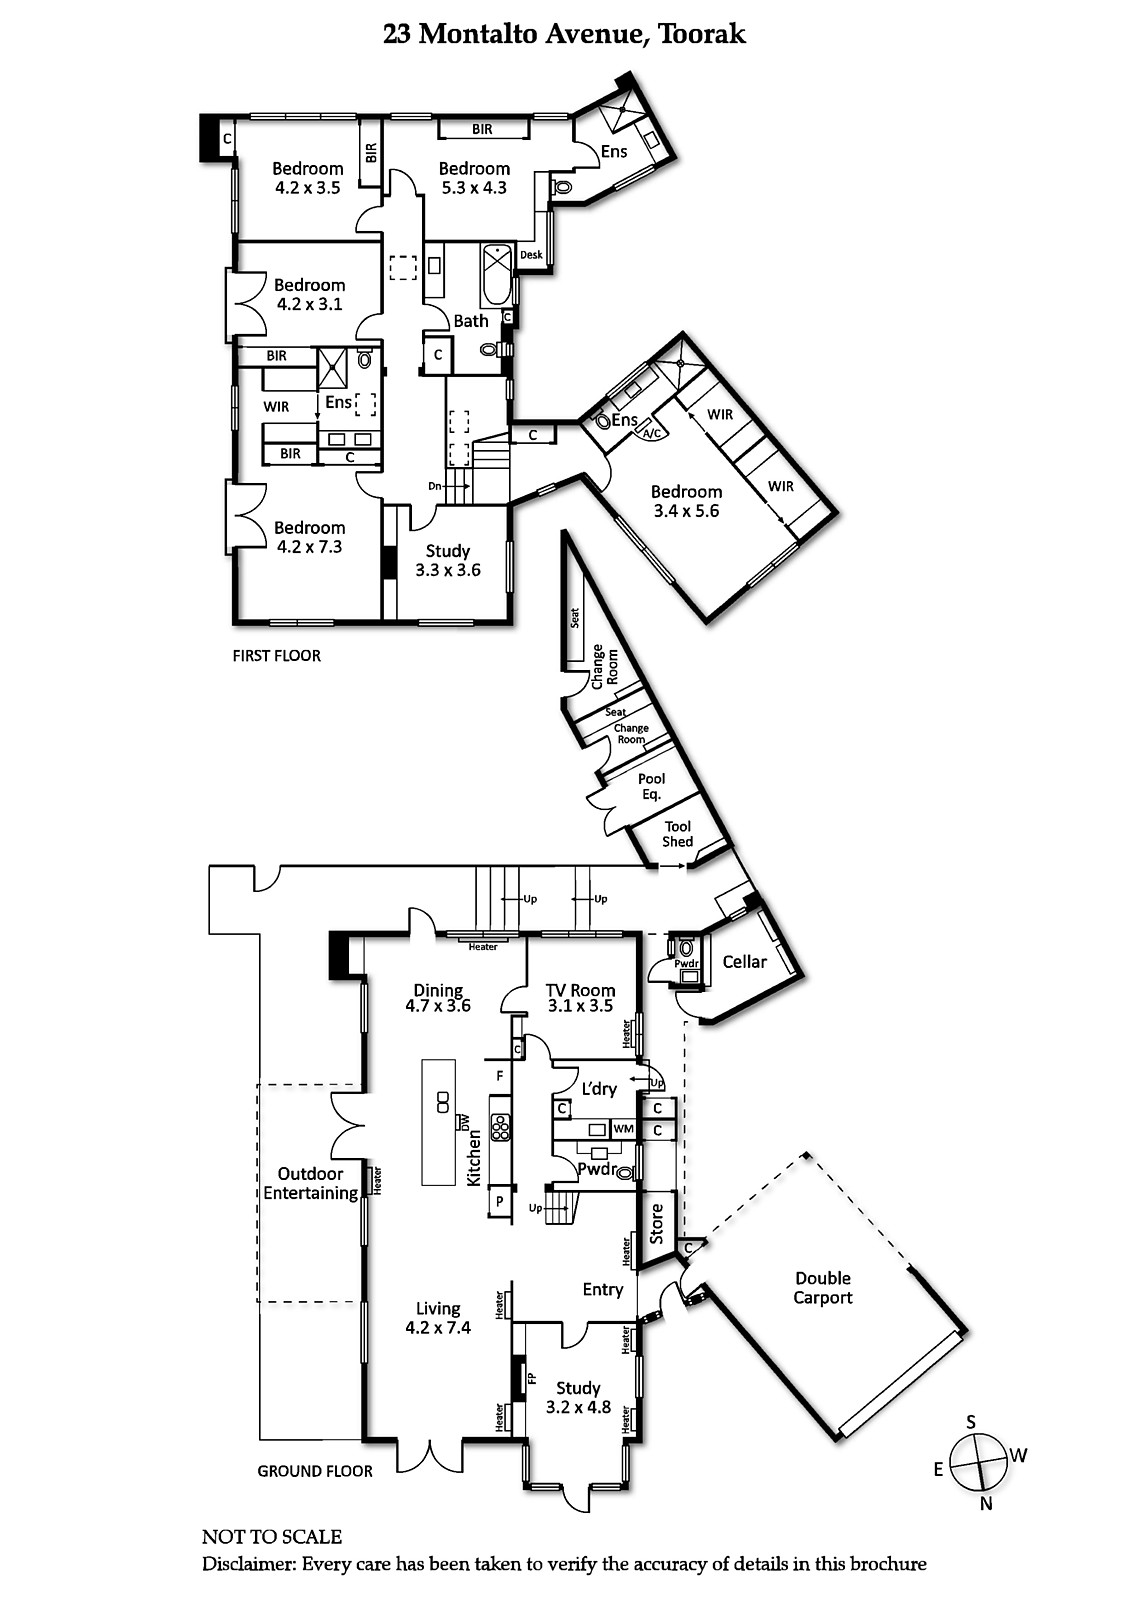 23 Montalto Avenue, Toorak
C
BIR
BIR
Bedroom
4.2 x 3.5
Bedroom
5.3 x 4.3
Ens
Desk
Bedroom
4.2 x 3.1
Bath
C
C
BIR
WIR
Ens
BIR
C
Dn
C
Ens
A/C
WIR
WIR
Bedroom
3.4 x 5.6
Bedroom
4.2 x 7.3
Study
3.3 x 3.6
FIRST FLOOR
Seat
Change
Room
Seat
Change
Room
Pool
Eq.
Tool
Shed
Up
Up
Heater
Pwdr
Cellar
Dining
4.7 x 3.6
TV Room
3.1 x 3.5
Heater
C
F
L'dry
Up
C
C
DW
Kitchen
WM
C
Pwdr
Outdoor
Entertaining
Heater
P
Up
Store
Heater
C
Entry
Double
Carport
Living
4.2 x 7.4
Heater
Heater
FP
Study
3.2 x 4.8
Heater
Heater
GROUND FLOOR
S
W
E
N
NOT TO SCALE
Disclaimer: Every care has been taken to verify the accuracy of details in this brochure